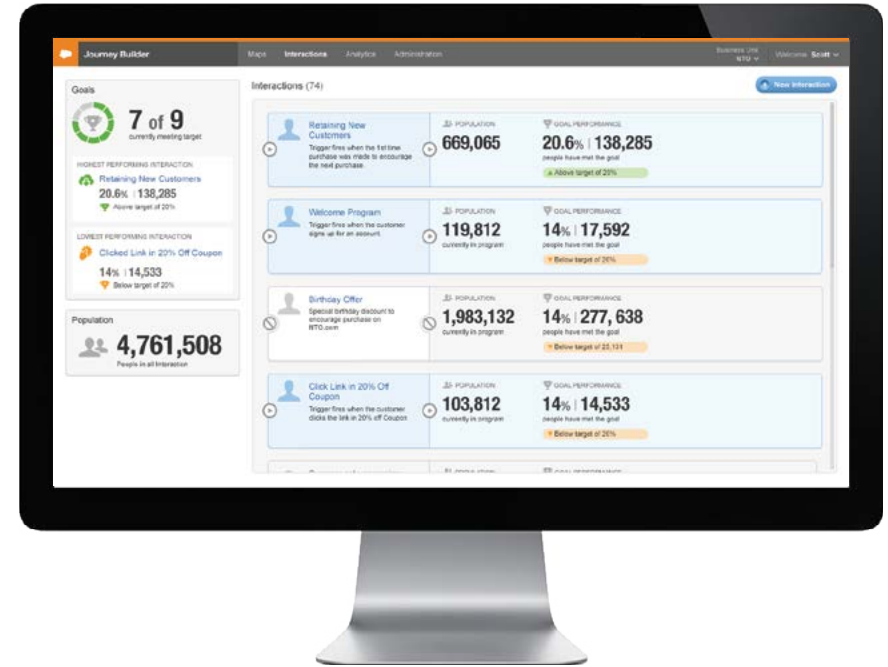 Journey Builder
Maps Interactions Analytics Administration
Business Unit
NTO
Welcome, Scott
Goals
7 of 9
currently meeting target
HIGHEST PERFORMING INTERACTION
Retaining New Customers
20.6% | 138,285
Above target of 20%
LOWEST PERFORMING INTERACTION
Clicked Link in 20% Off Coupon
14% | 14,533
Below target of 20%
Population
4,761,508
People in all Interaction
Interactions (74)
New Interaction
Retaining New
Customers
Trigger fires when the 1st time
purchase was made to encourage
the next purchase.
POPULATION
669,065
GOAL PERFORMANCE
20.6% | 138,285
people have met the goal
Above target of 20%
Welcome Program
Trigger fires when the customer
signs up for an account.
POPULATION
119,812
currently in program
GOAL PERFORMANCE
14% | 17,592
people have met the goal
Below target of 20%
Birthday Offer
Special birthday discount to
encourage purchase on
NTO.com
POPULATION
1,983,132
currently in program
GOAL PERFORMANCE
14% | 277, 638
people have met the goal
Below target of 25,131
Click Link in 20% Off
Coupon
Trigger fires when the customer
clicks the link in 20% off Coupon
POPULATION
103,812
currently in program
GOAL PERFORMANCE
14% | 14,533
people have met the goal
Below target of 20%
POPULATION
GOAL PERFORMANCE